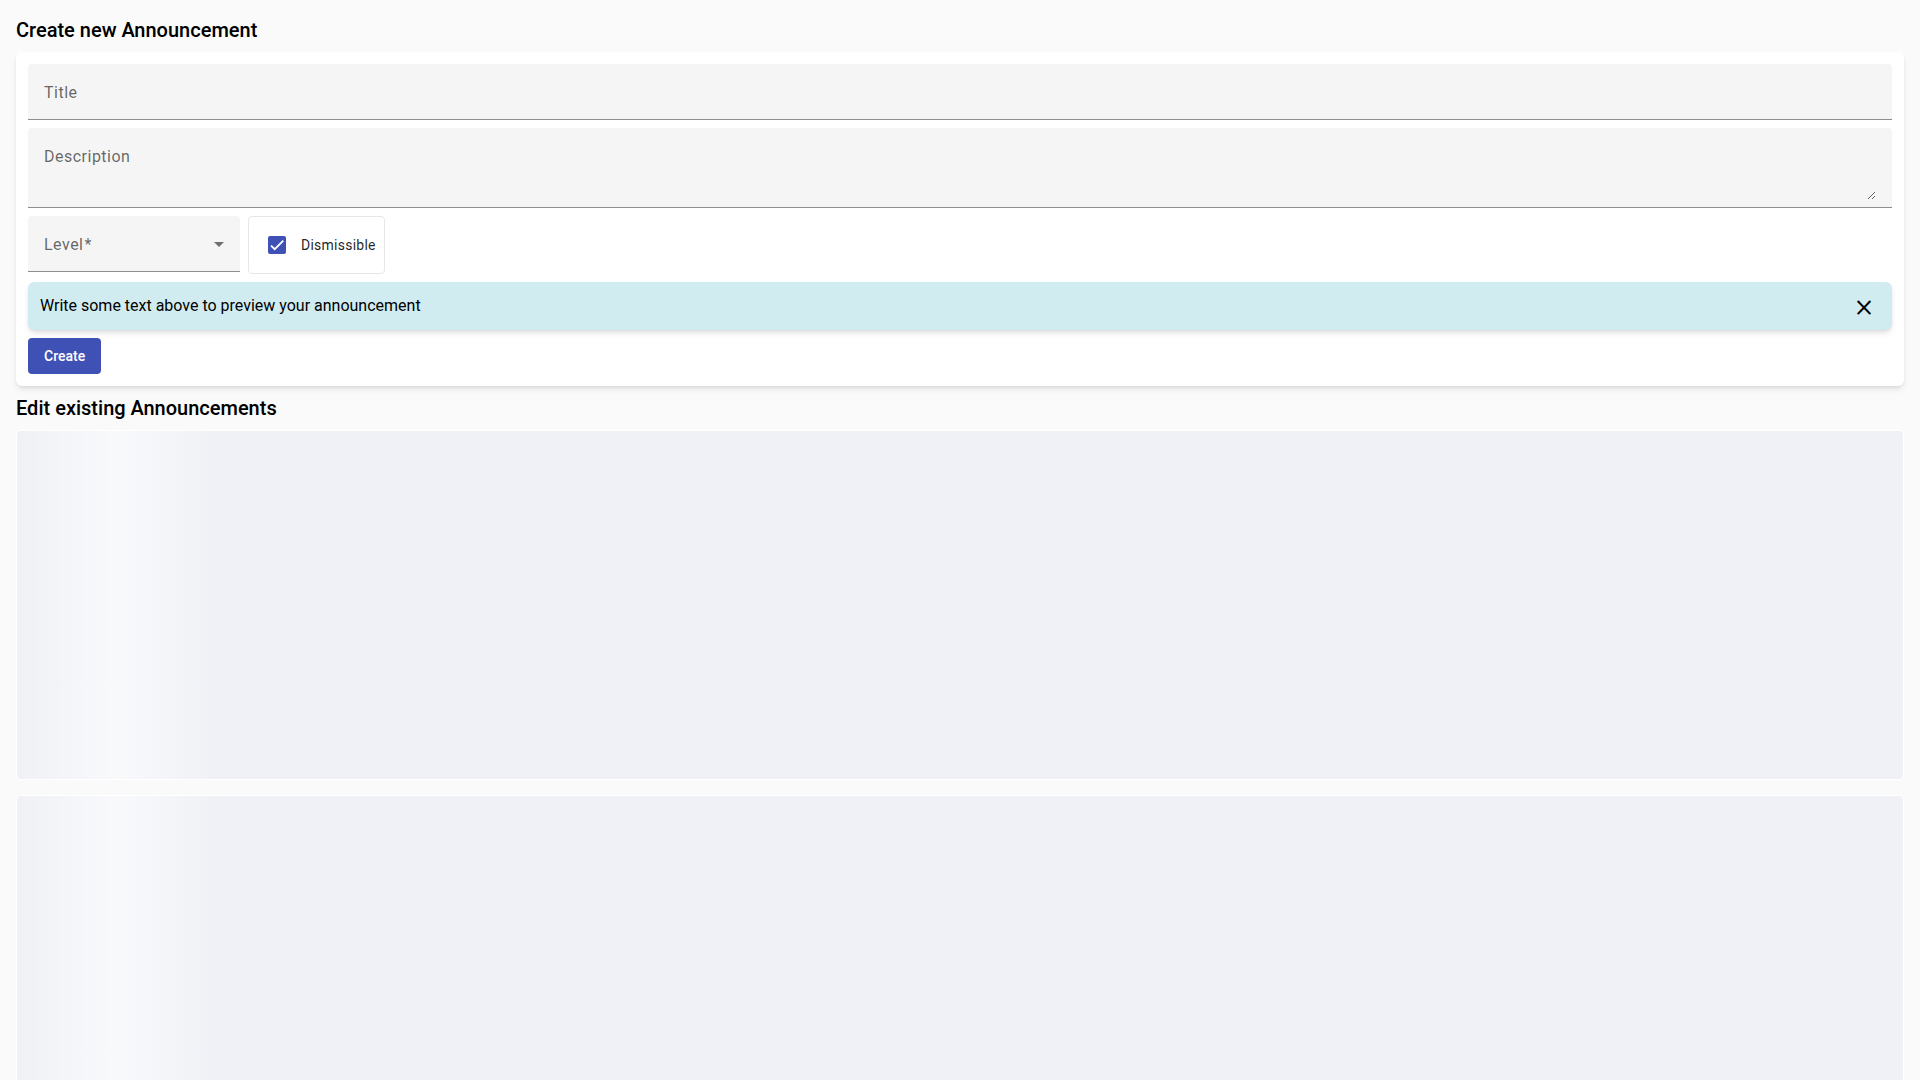 Create new Announcement
Title
Description
Level*
Dismissible
Write some text above to preview your announcement
Create
Edit existing Announcements